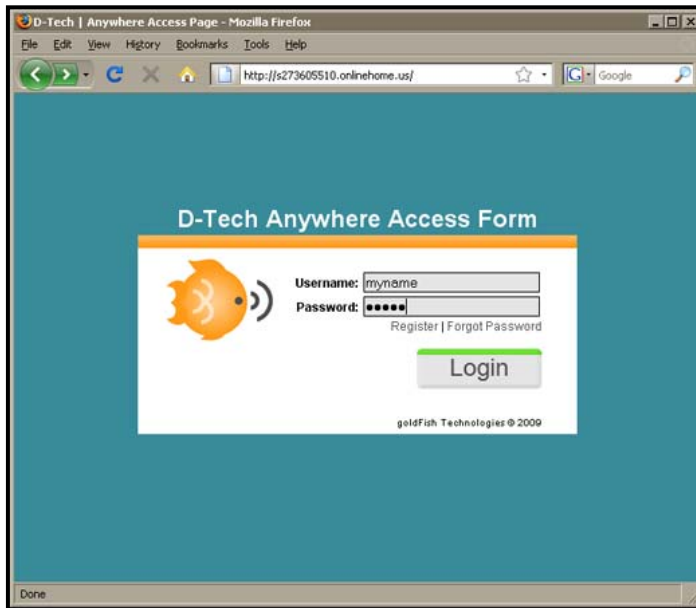 D-Tech | Anywhere Access Page - Mozilla Firefox
File Edit View History Bookmarks Tools Help
http://s273605510.onlinehome.us/
G Google
D-Tech Anywhere Access Form
Username: myname
Password: •••••
Register | Forgot Password
Login
goldFish Technologies © 2009
Done